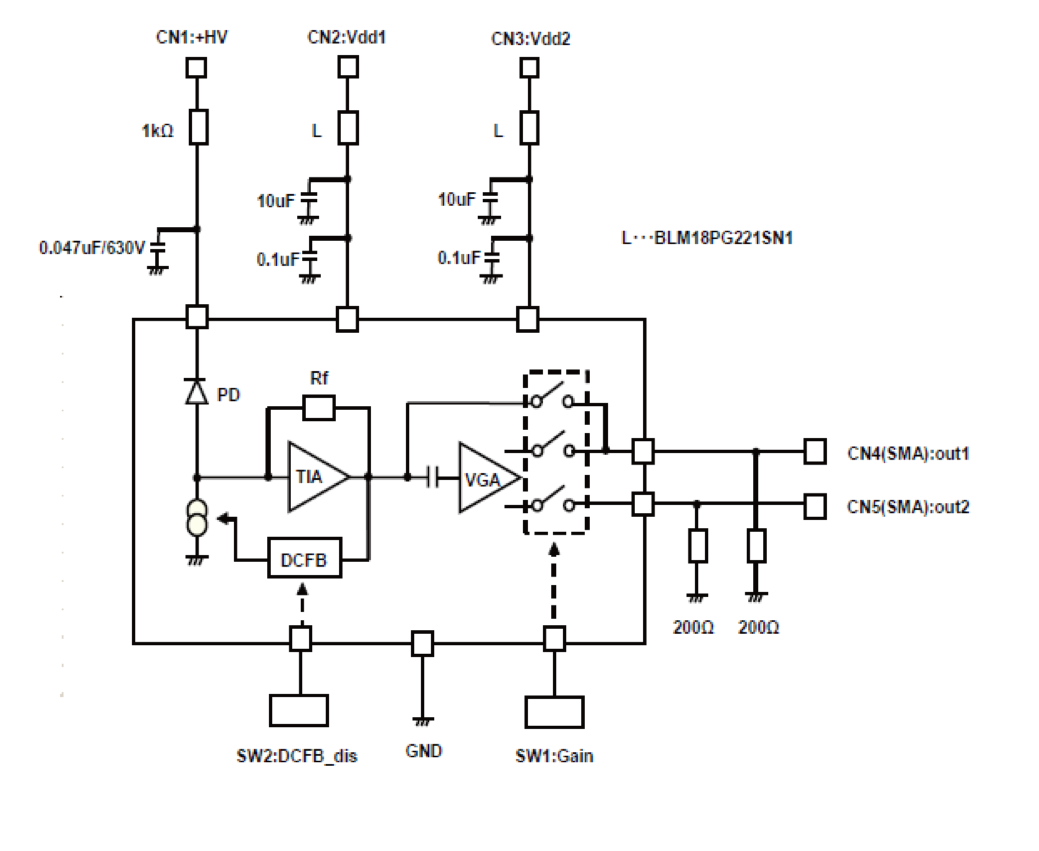 CN1:+HV
CN2:Vdd1
CN3:Vdd2
1kΩ
L
L
10uF
10uF
0.047uF/630V
0.1uF
0.1uF
L···BLM18PG221SN1
PD
Rf
TIA
VGA
DCFB
CN4(SMA):out1
CN5(SMA):out2
200Ω
200Ω
SW2:DCFB_dis
GND
SW1:Gain